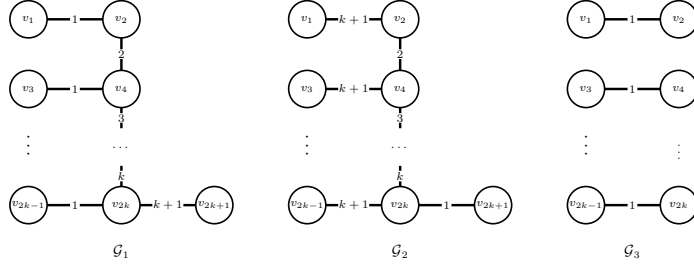 v₁ 1 v₂ v₁ k + 1 v₂ v₁ 1 v₂
2 2
v₃ 1 v₄ v₃ k + 1 v₄ v₃ 1 v₄
3 3
⋮ ... ⋮ ... ⋮ ⋮
k k
v₂ₖ₋₁ 1 v₂ₖ k + 1 v₂ₖ₊₁ v₂ₖ₋₁ k + 1 v₂ₖ 1 v₂ₖ₊₁ v₂ₖ₋₁ 1 v₂ₖ
𝒢₁ 𝒢₂ 𝒢₃